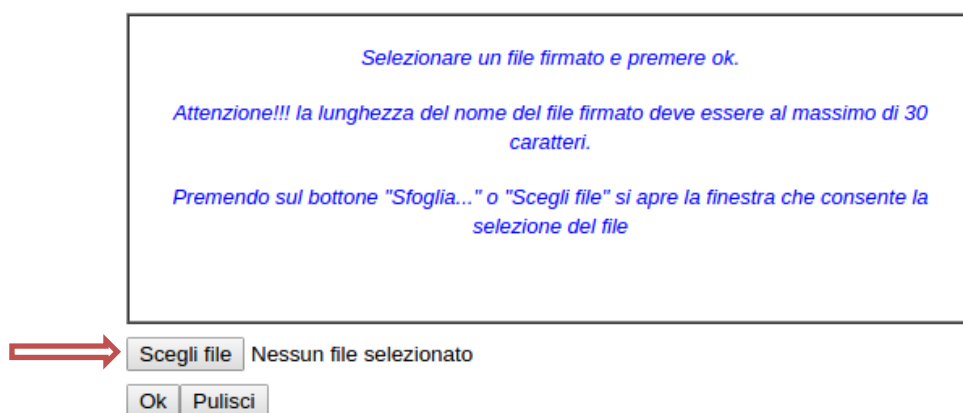 Selezionare un file firmato e premere ok.
Attenzione!!! la lunghezza del nome del file firmato deve essere al massimo di 30
caratteri.
Premendo sul bottone "Sfoglia..." o "Scegli file" si apre la finestra che consente la
selezione del file
Scegli file Nessun file selezionato
Ok Pulisci